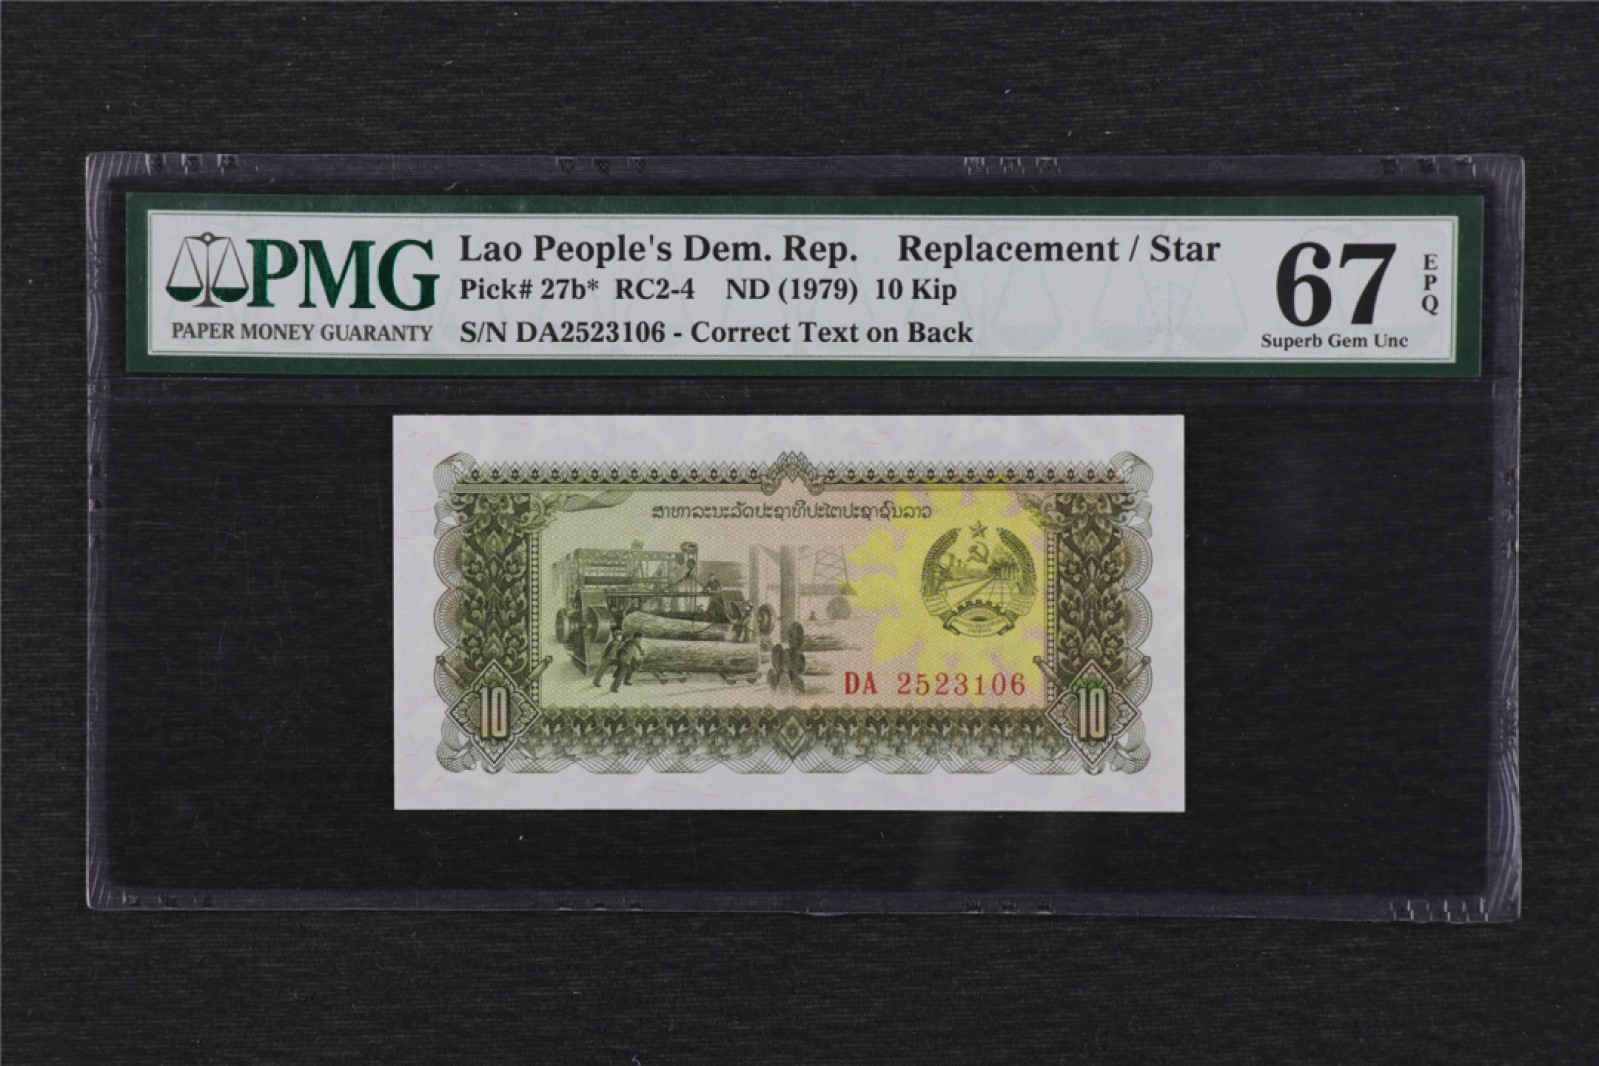 PMG
PAPER MONEY GUARANTY
Lao People's Dem. Rep. Replacement / Star
Pick# 27b* RC2-4 ND (1979) 10 Kip
S/N DA2523106 - Correct Text on Back
67
EPQ
Superb Gem Unc
ສາທາລະນະລັດປະຊາທິປະໄຕປະຊາຊົນລາວ
DA 2523106
10
10